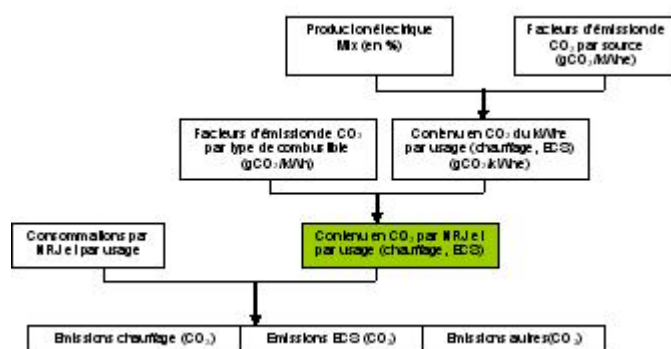 Production électrique
Mix (en %)
Facteurs d'émission de
CO₂ par source
(gCO₂/kWhe)
Facteurs d'émission de CO₂
par type de combustible
(gCO₂/kWh)
Contenu en CO₂ du kWhe
par usage (chauffage, ECS)
(gCO₂/kWhe)
Consommations par
NRJ et par usage
Contenu en CO₂ par NRJ et
par usage (chauffage, ECS)
Emissions chauffage (CO₂)
Emissions ECS (CO₂)
Emissions autres(CO₂)